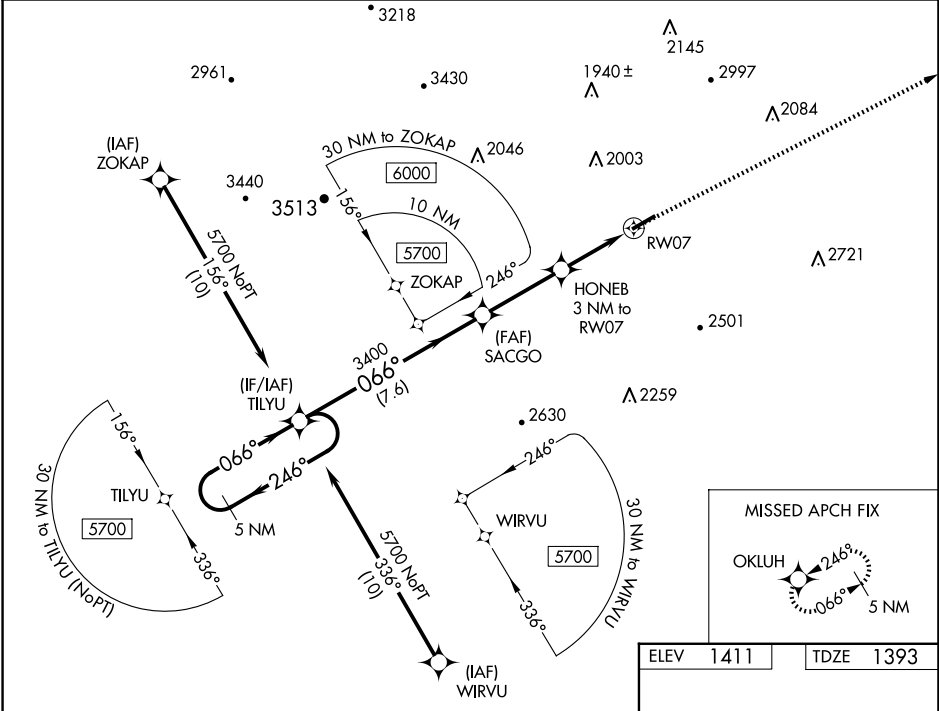 3218
2145
2961
3430
1940 ±
2997
2084
(IAF)
ZOKAP
30 NM to ZOKAP
2046
2003
6000
3440
3513
156°
10 NM
RW07
5700 NoPT
156°
(10)
5700
ZOKAP
246°
2721
HONEB
3 NM to
RW07
(FAF)
SACGO
2501
3400
066°
(7.6)
(IF/IAF)
TILYU
2259
2630
156°
066°
246°
246°
TILYU
30 NM to TILYU (NoPT)
5700
5 NM
336°
WIRVU
5700
30 NM to WIRVU
336°
5700 NoPT
336°
(10)
MISSED APCH FIX
OKLUH
246°
066°
5 NM
(IAF)
WIRVU
ELEV 1411
TDZE 1393